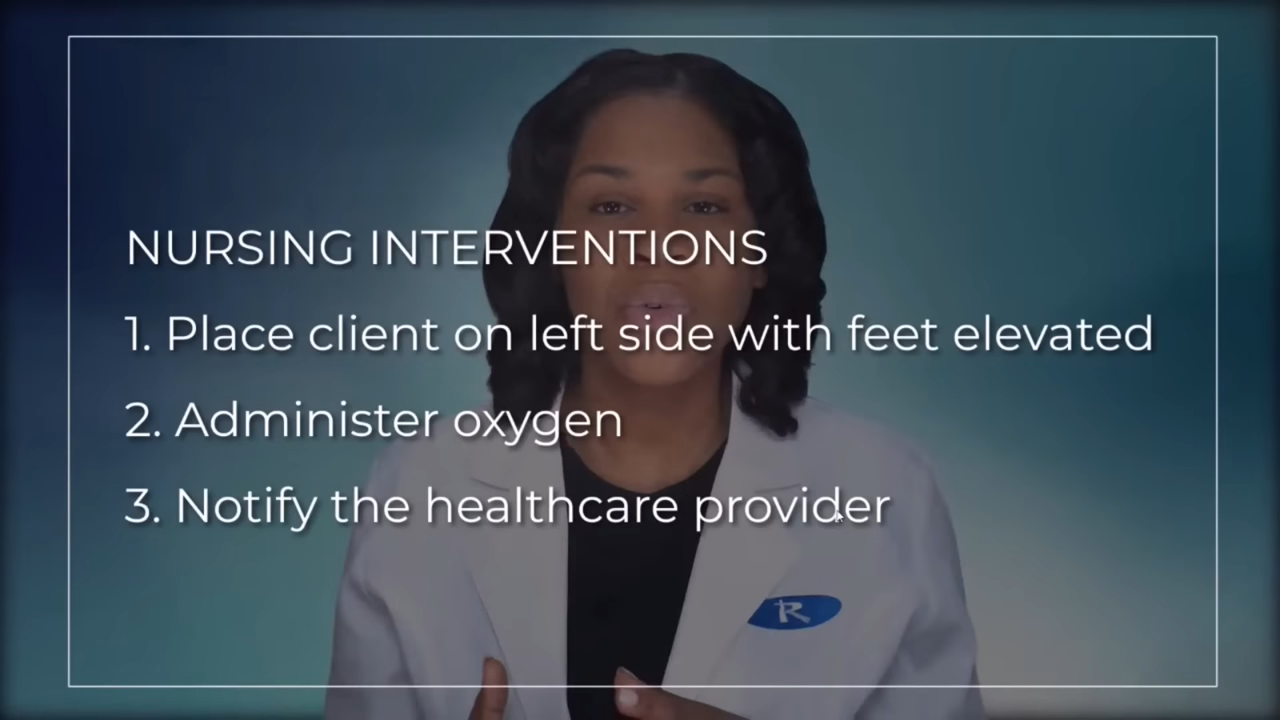 NURSING INTERVENTIONS
1. Place client on left side with feet elevated
2. Administer oxygen
3. Notify the healthcare provider
R